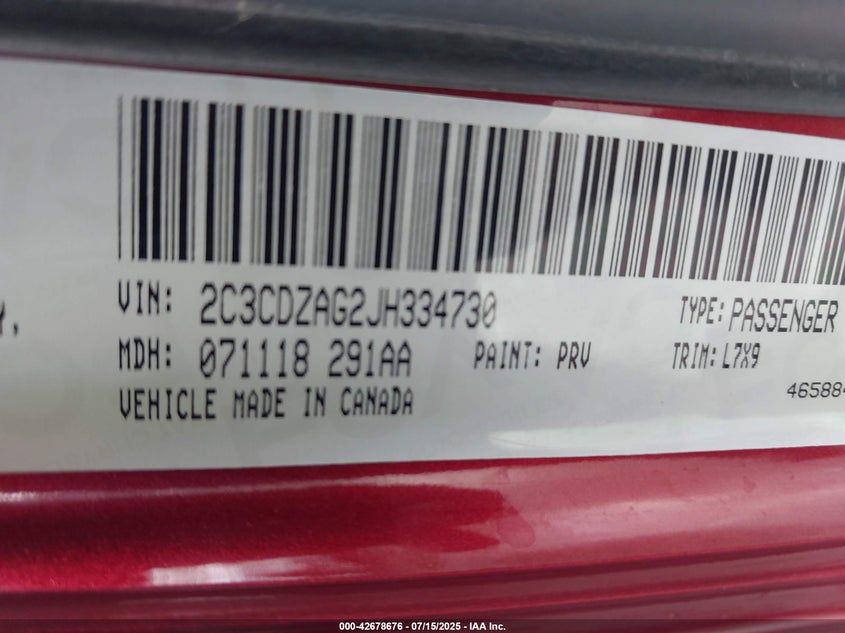 VIN: 2C3CDZAG2JH334730 TYPE: PASSENGER
Y,
MDH: 071118 291AA PAINT: PRV TRIM: L7X9
VEHICLE MADE IN CANADA 46588
000-42678676 - 07/15/2025 - IAA Inc.